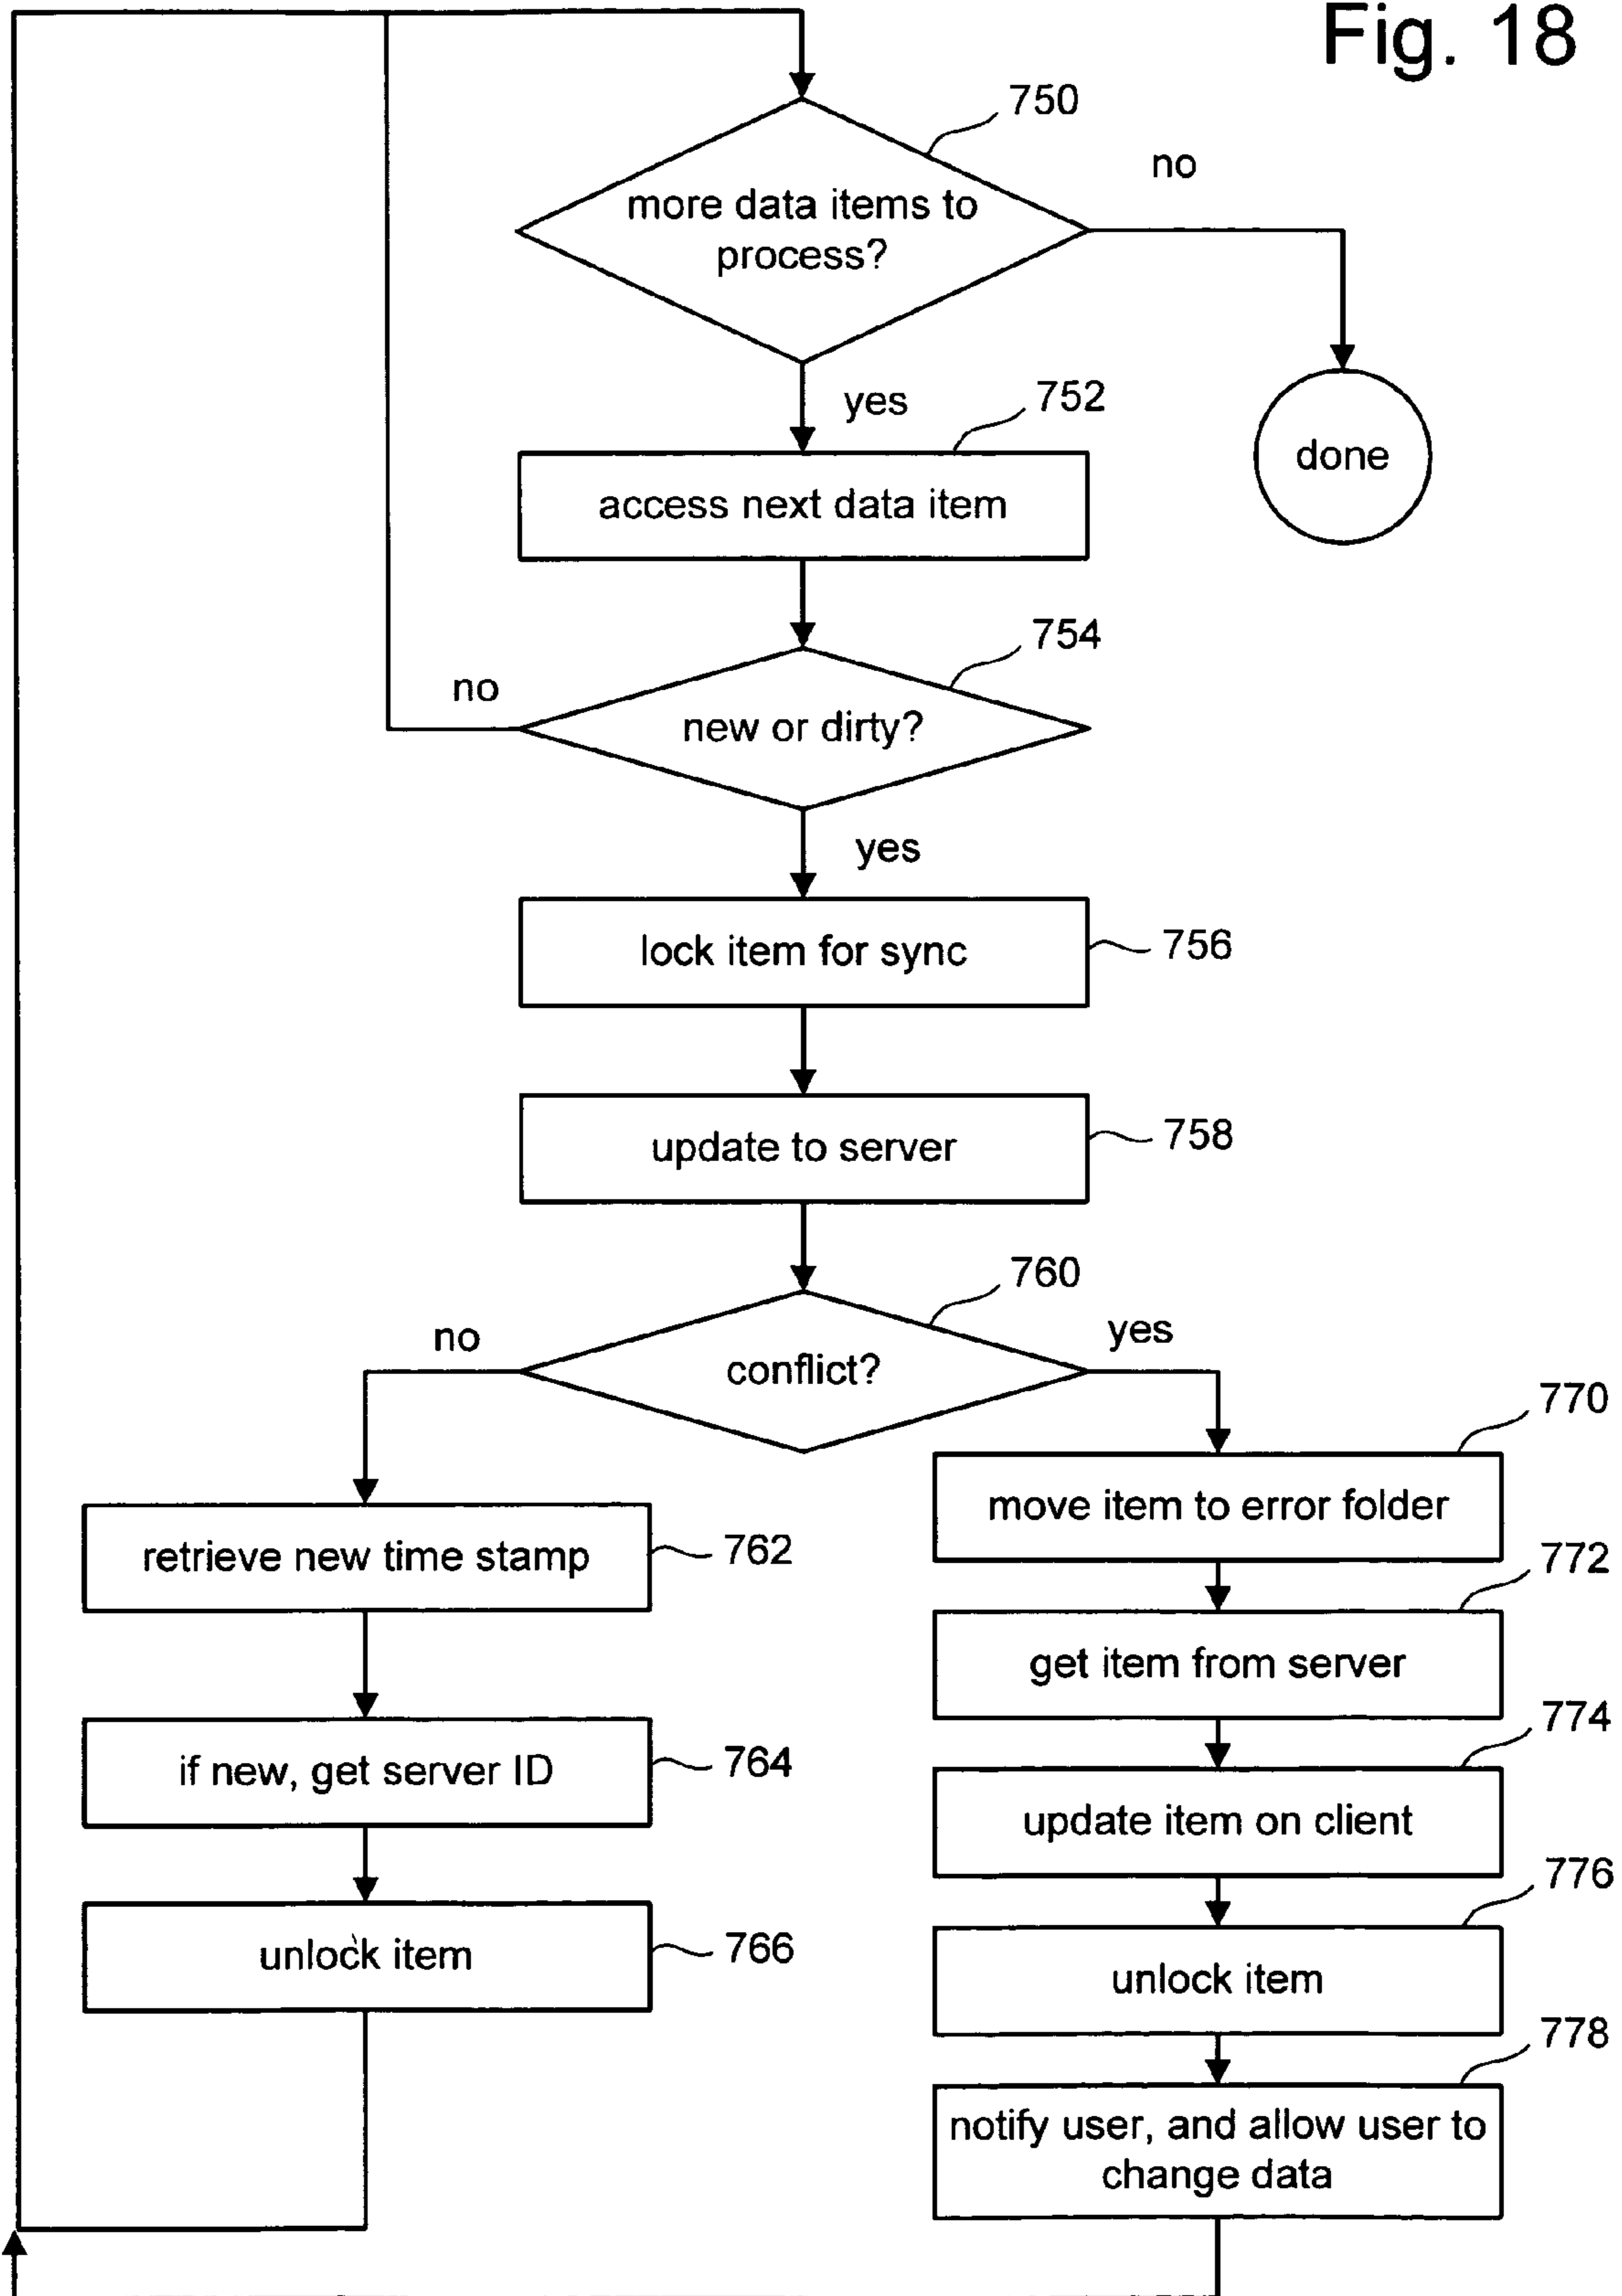 Fig. 18
750
no
more data items to
process?
yes
752
done
access next data item
754
no
new or dirty?
yes
lock item for sync
756
update to server
758
760
no
yes
conflict?
770
move item to error folder
retrieve new time stamp
762
772
get item from server
774
if new, get server ID
764
update item on client
776
unlock item
766
unlock item
778
notify user, and allow user to
change data